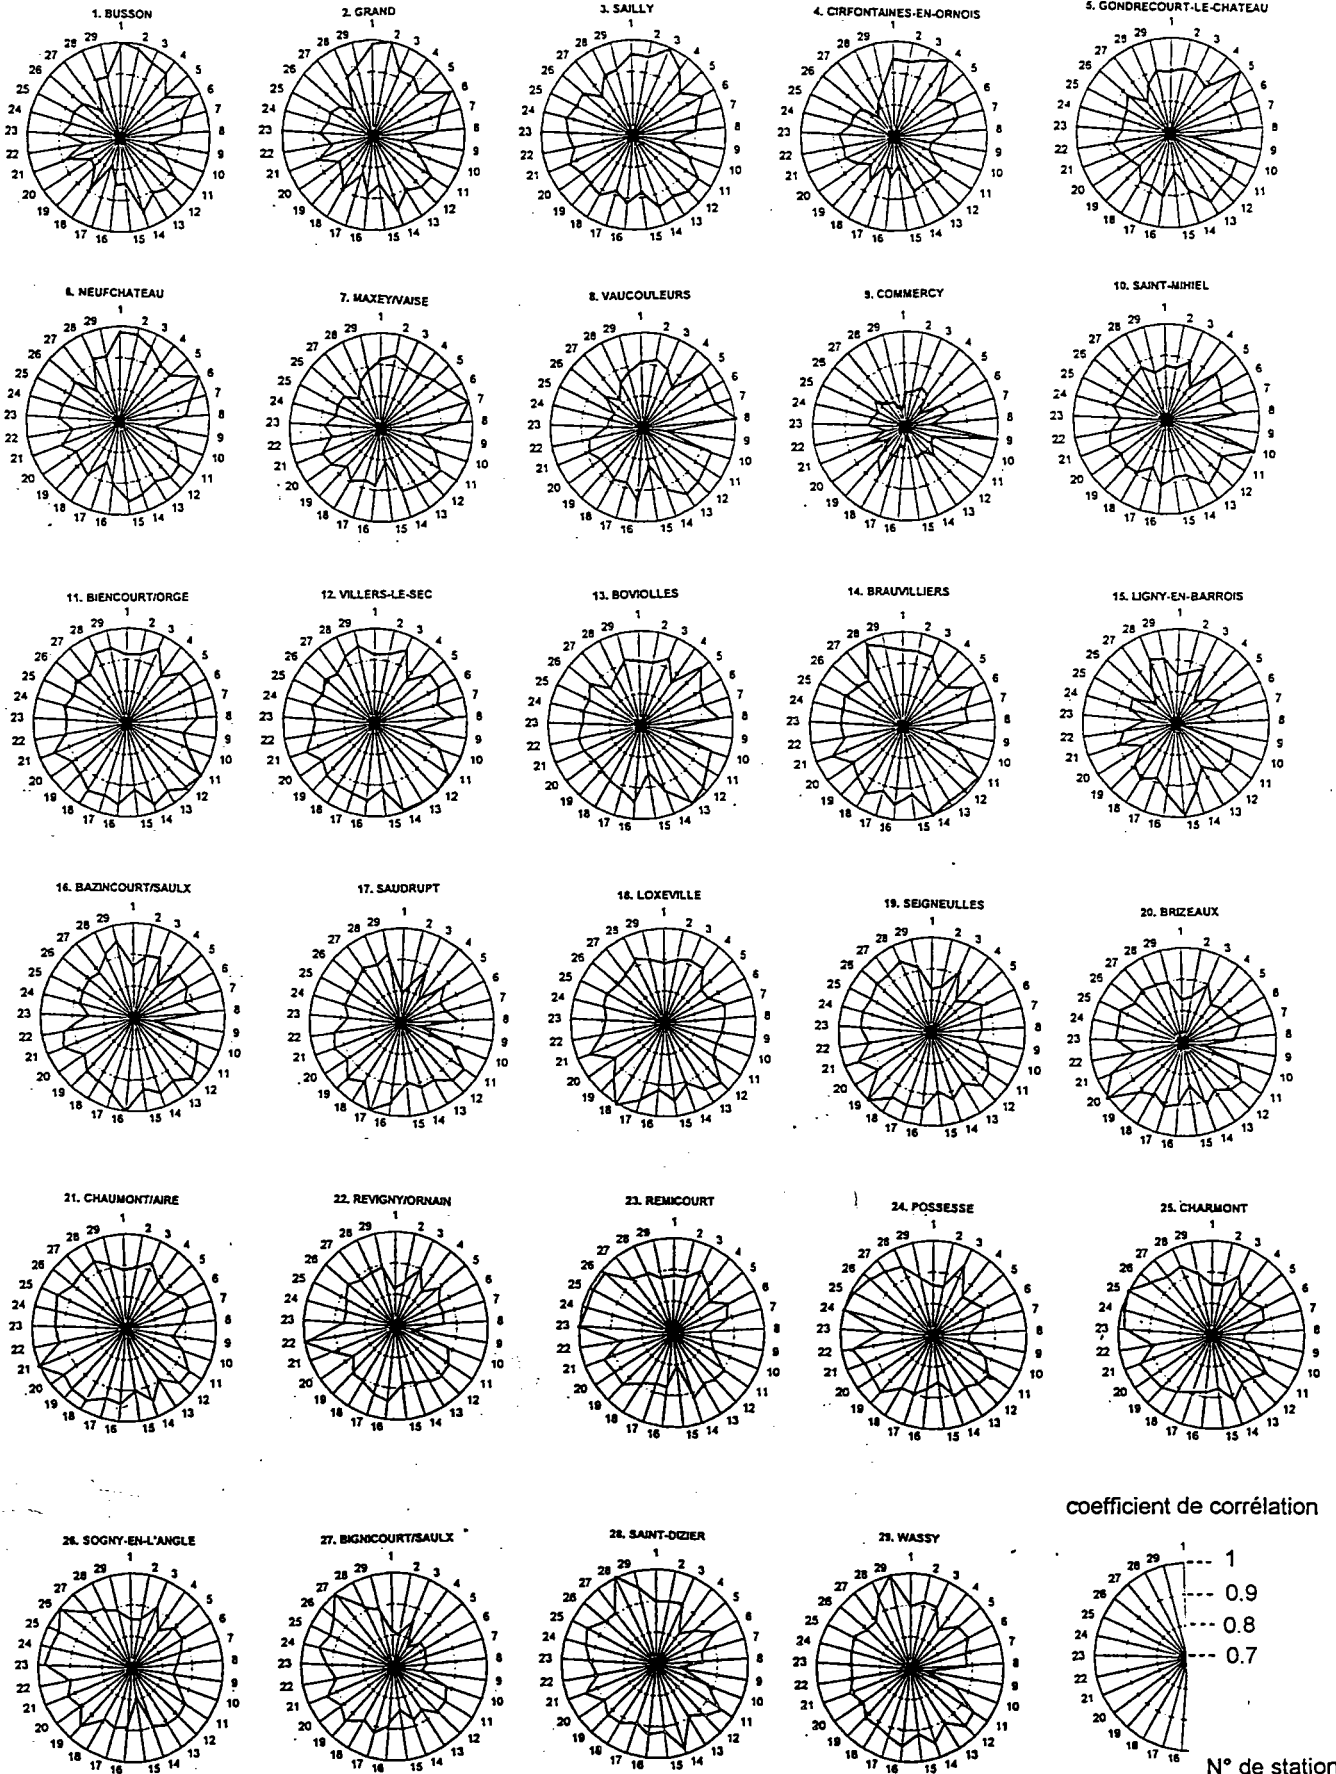 1. BUSSON
2. GRAND
3. SAILLY
4. CIRFONTAINES-EN-ORNOIS
5. GONDRECOURT-LE-CHATEAU
6. NEUFCHATEAU
7. MAXEY/VAISE
8. VAUCOULEURS
9. COMMERCY
10. SAINT-MIHIEL
11. BIENCOURT/ORGE
12. VILLERS-LE-SEC
13. BOVIOLLES
14. BRAUVILLIERS
15. LIGNY-EN-BARROIS
16. BAZINCOURT/SAULX
17. SAUDRUPT
18. LOXEVILLE
19. SEIGNEULLES
20. BRIZEAUX
21. CHAUMONT/AIRE
22. REVIGNY/ORNAIN
23. REMICOURT
24. POSSESSE
25. CHARMONT
26. SOGNY-EN-L'ANGLE
27. BIGNICOURT/SAULX
28. SAINT-DIZIER
29. WASSY
coefficient de corrélation
1
0.9
0.8
0.7
N° de station